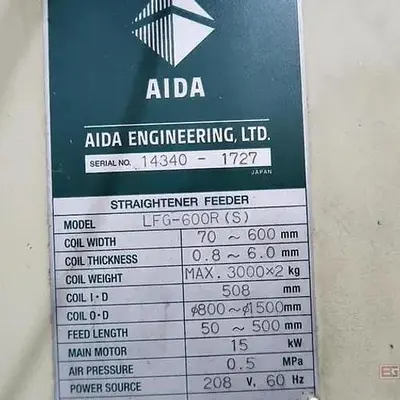 AIDA
AIDA ENGINEERING, LTD.
SERIAL NO. 14340 - 1727
JAPAN
STRAIGHTENER FEEDER
MODEL LFG-600R(S)
COIL WIDTH 70 ~ 600 mm
COIL THICKNESS 0.8 ~ 6.0 mm
COIL WEIGHT MAX. 3000×2 kg
COIL I·D 508 mm
COIL O·D ø800~ø1500 mm
FEED LENGTH 50 ~ 500 mm
MAIN MOTOR 15 kW
AIR PRESSURE 0.5 MPa
POWER SOURCE 208 V, 60 Hz
EG